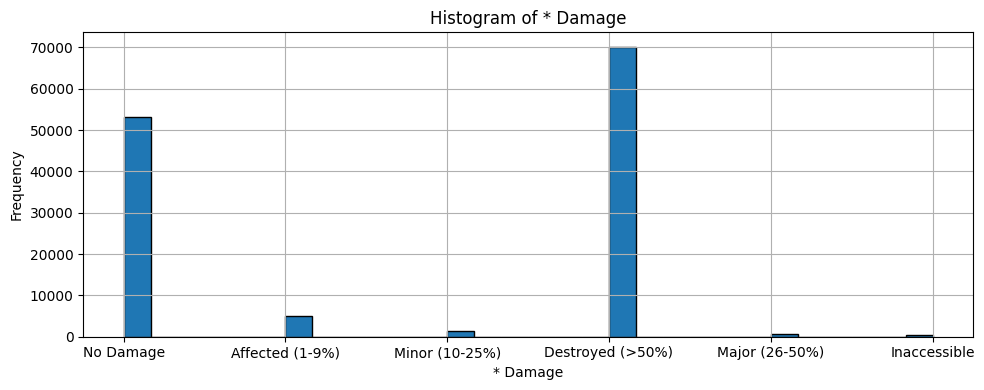 Histogram of * Damage
70000
60000
50000
40000
30000
20000
10000
0
Frequency
No Damage Affected (1-9%) Minor (10-25%) Destroyed (>50%) Major (26-50%) Inaccessible
* Damage